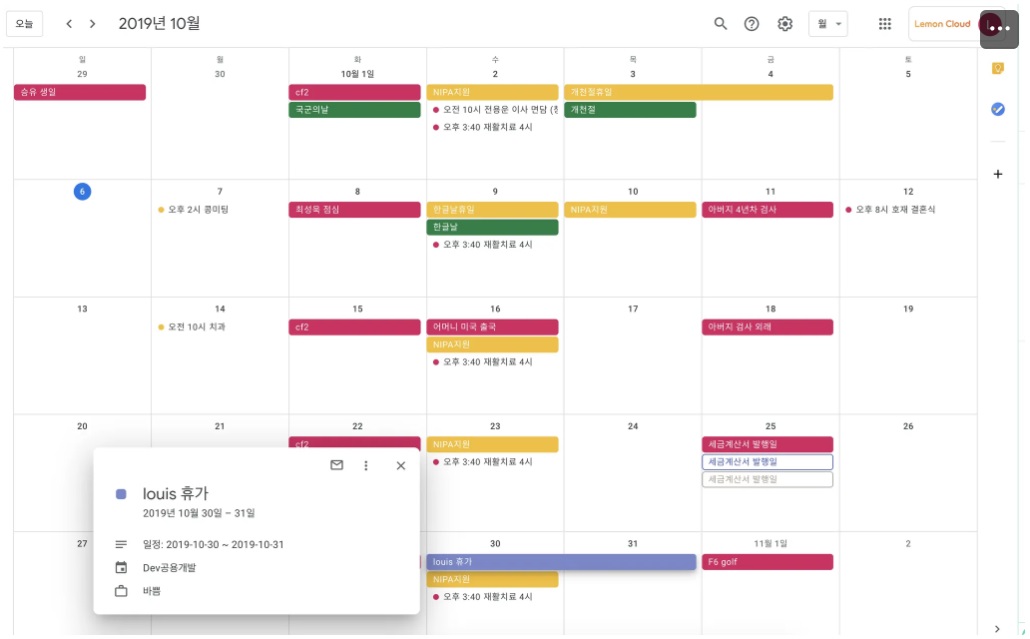 오늘
2019년 10월
월
Lemon Cloud
일 월 화 수 목 금 토
29 30 10월 1일 2 3 4 5
승유 생일
cf2
NIPA지원
개천절휴일
국군의날
오전 10시 전용운 이사 면담
개천절
오후 3:40 재활치료 4시
6 7 8 9 10 11 12
오후 2시 콩미팅
최성욱 점심
한글날휴일
NIPA지원
아버지 4년차 검사
오후 8시 호재 결혼식
한글날
오후 3:40 재활치료 4시
13 14 15 16 17 18 19
오전 10시 치과
cf2
어머니 미국 출국
아버지 검사 외래
NIPA지원
오후 3:40 재활치료 4시
20 21 22 23 24 25 26
cf2
NIPA지원
세금계산서 발행일
오후 3:40 재활치료 4시
세금계산서 발행일
세금계산서 발행일
louis 휴가
2019년 10월 30일 – 31일
일정: 2019-10-30 ~ 2019-10-31
Dev공용개발
바쁨
27 30 31 11월 1일 2
louis 휴가
F6 golf
NIPA지원
오후 3:40 재활치료 4시